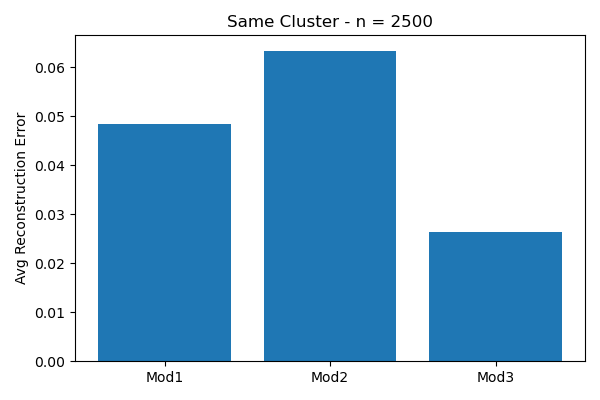 Same Cluster - n = 2500
Avg Reconstruction Error
0.06
0.05
0.04
0.03
0.02
0.01
0.00
Mod1 Mod2 Mod3